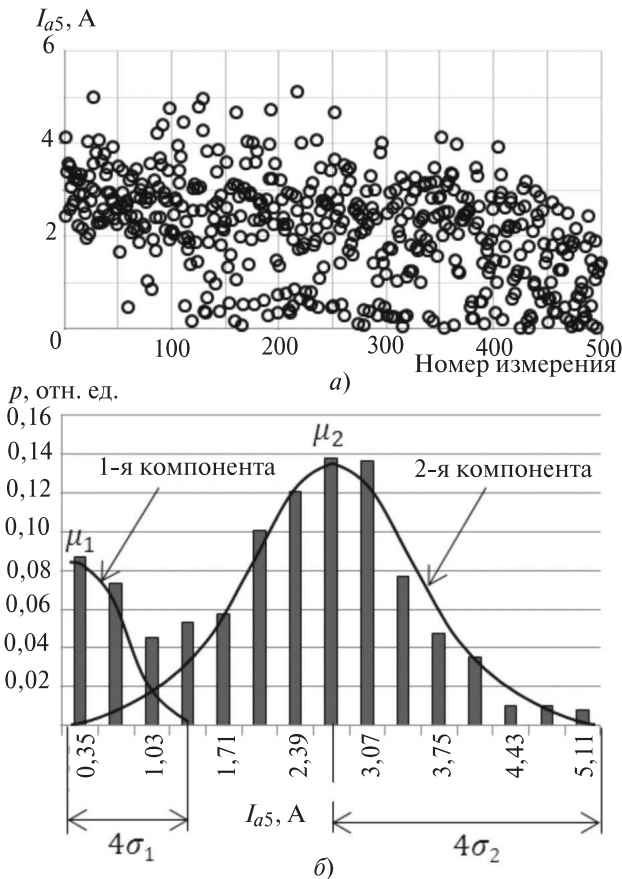 I_a5, А
6
4
2
0 100 200 300 400 500
Номер измерения
а)
p, отн. ед.
0,16
0,14
0,12
0,10
0,08
0,06
0,04
0,02
1-я компонента
2-я компонента
μ₁
μ₂
0,35 1,03 1,71 2,39 3,07 3,75 4,43 5,11
I_a5, А
4σ₁
4σ₂
б)